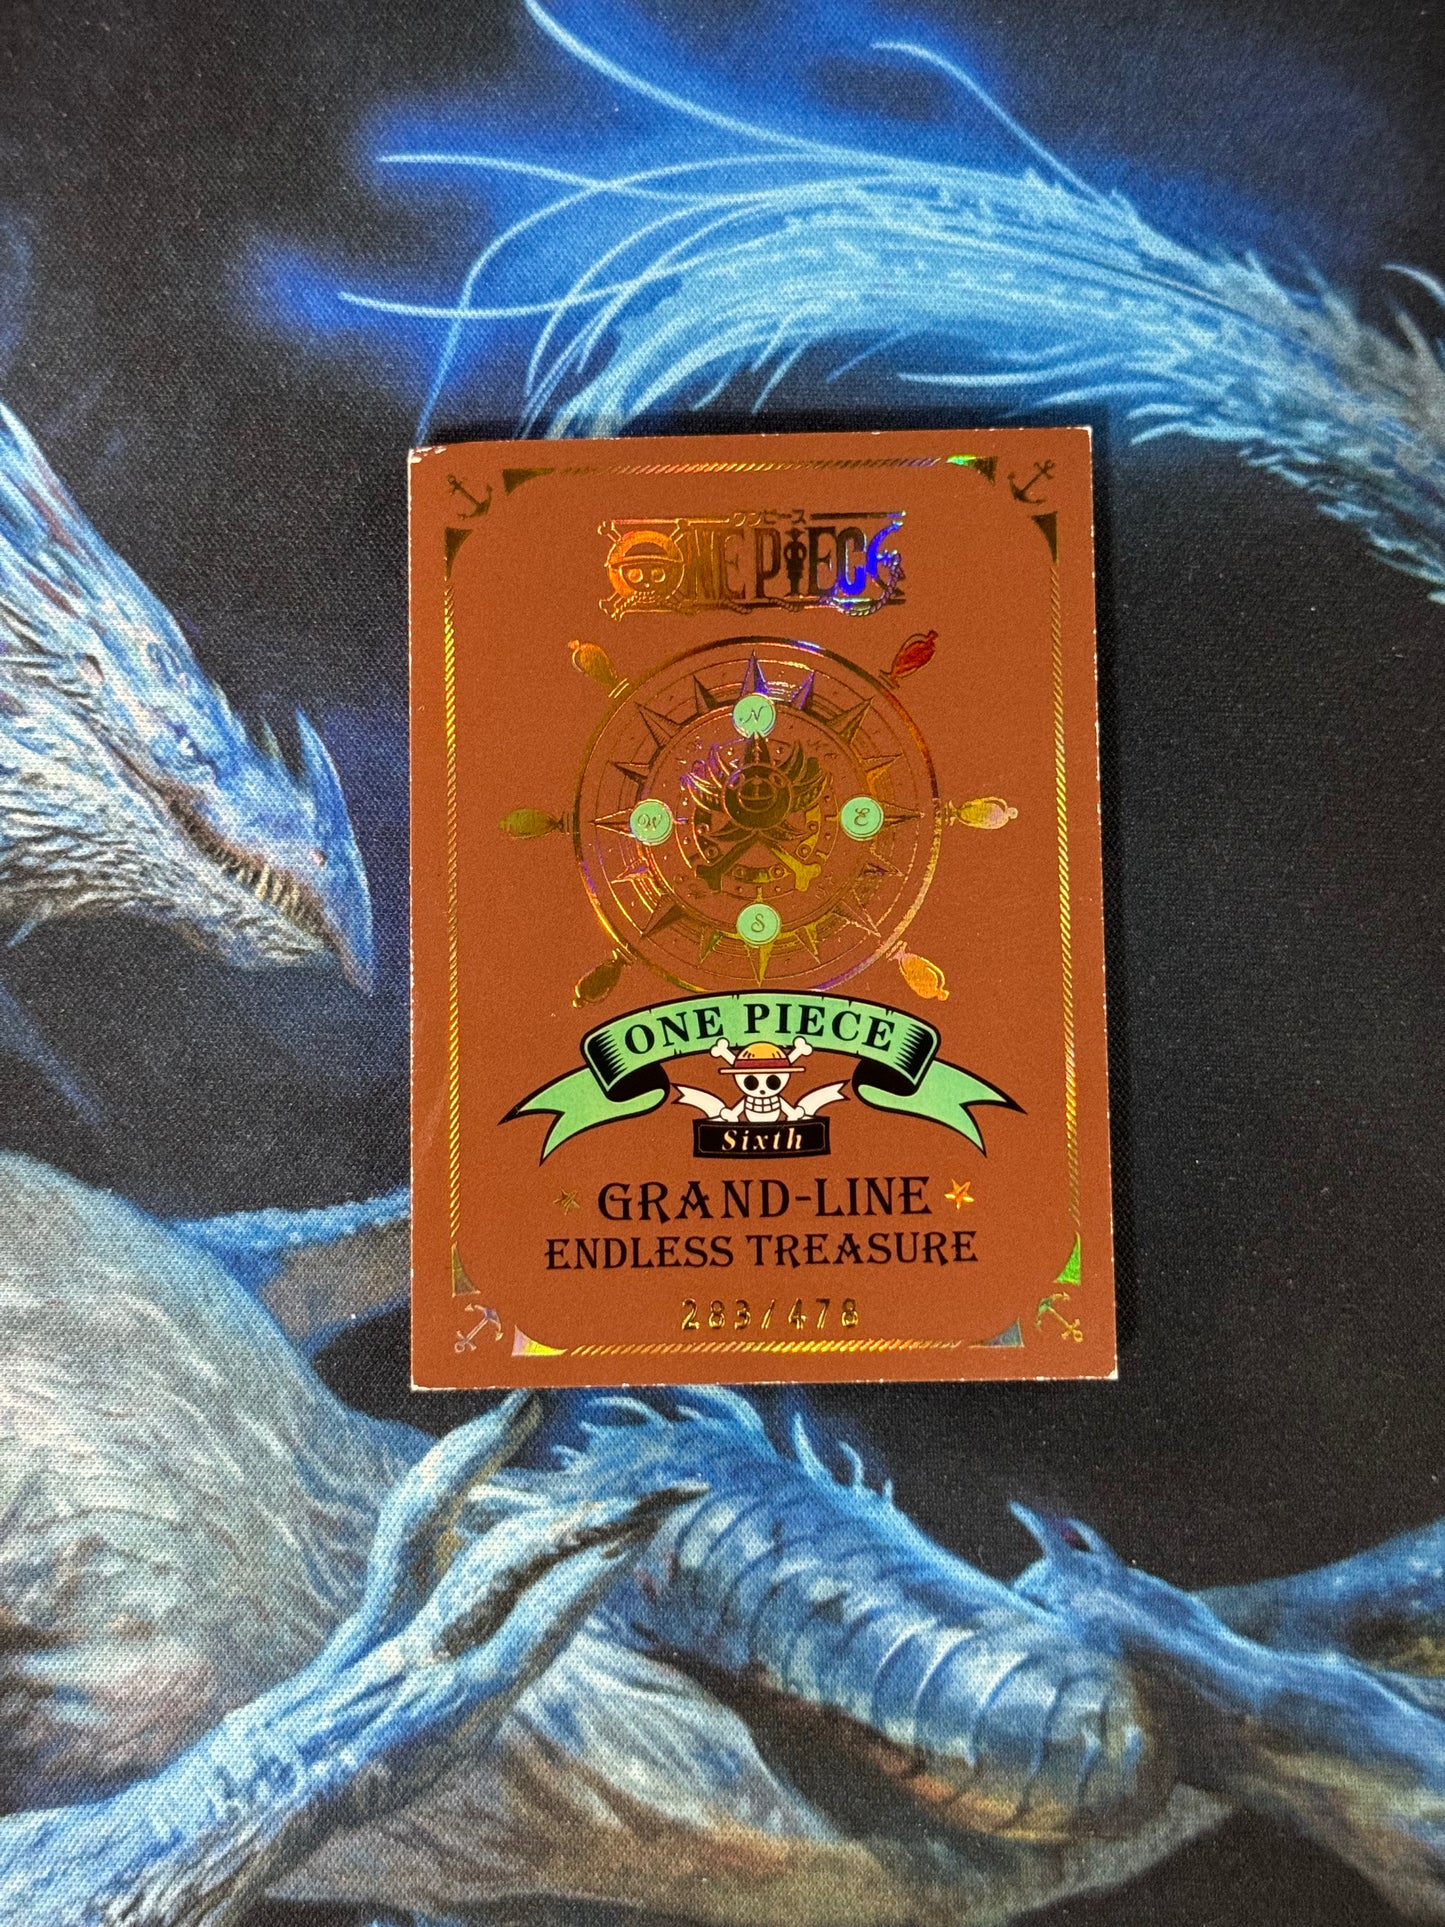 ワンピース
ONE PIECE
N
W
E
S
ONE PIECE
Sixth
GRAND-LINE
ENDLESS TREASURE
283/478